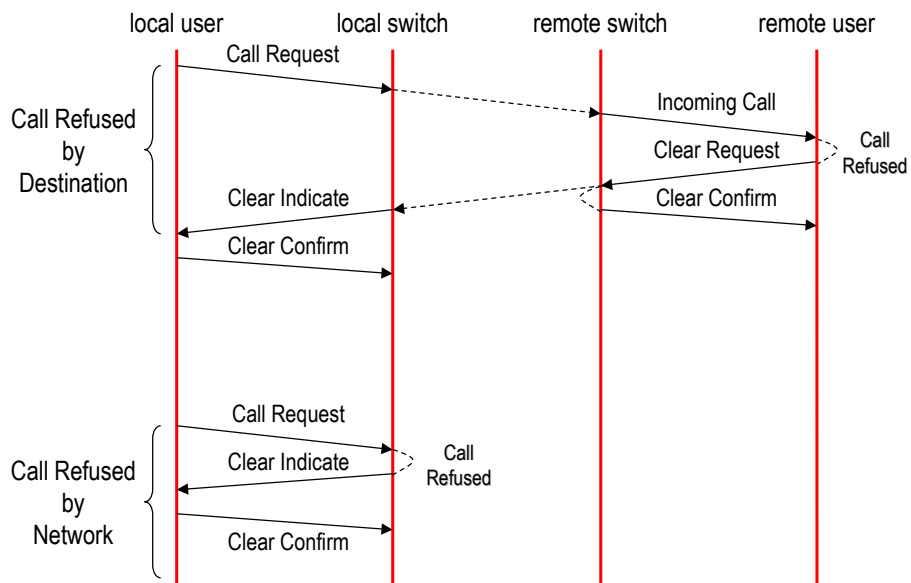 local user
local switch
remote switch
remote user
Call Request
Incoming Call
Call Refused
by
Destination
Clear Request
Call
Refused
Clear Indicate
Clear Confirm
Clear Confirm
Call Request
Call Refused
by
Network
Clear Indicate
Call
Refused
Clear Confirm